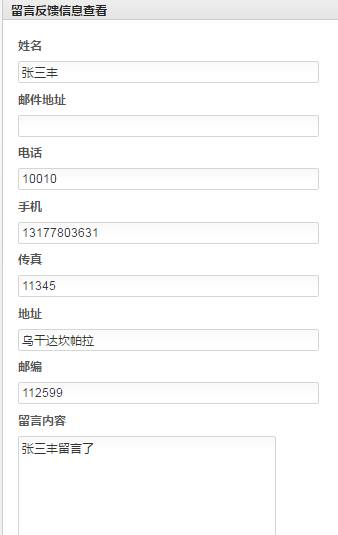 留言反馈信息查看
姓名
张三丰
邮件地址
电话
10010
手机
13177803631
传真
11345
地址
乌干达坎帕拉
邮编
112599
留言内容
张三丰留言了